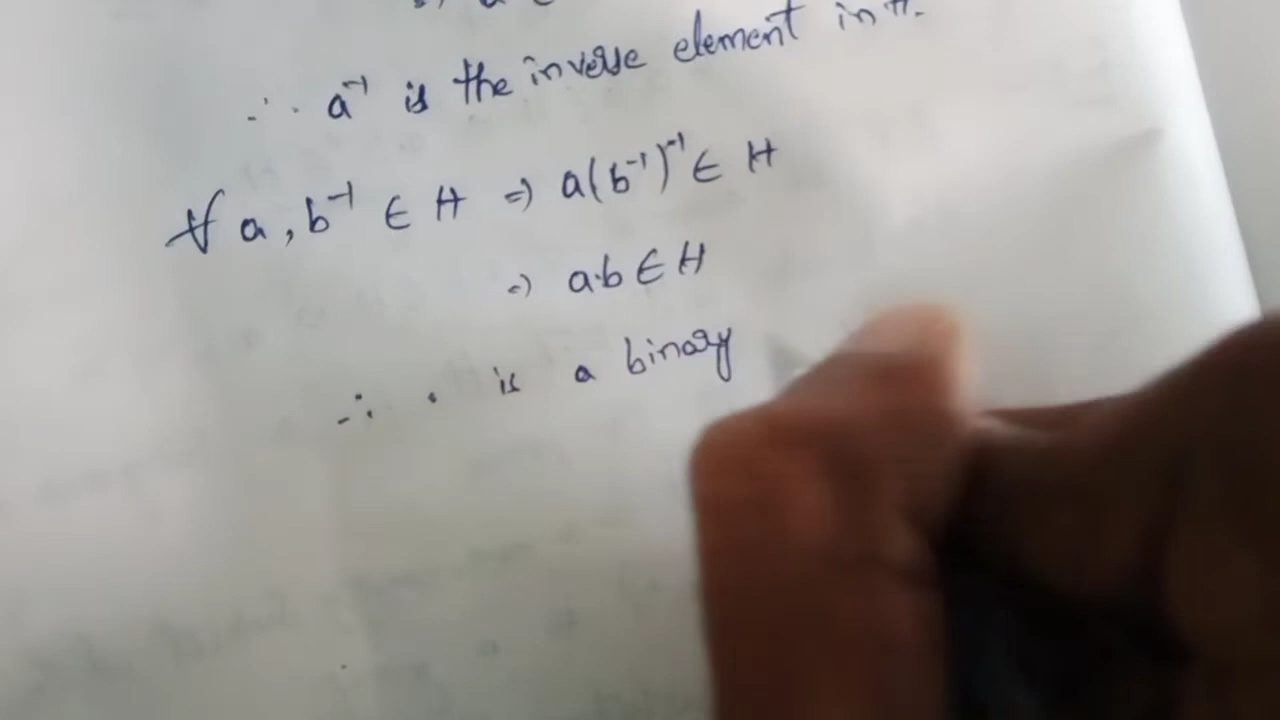 ∴ a⁻¹ is the inverse element in H.
∀ a, b⁻¹ ∈ H ⇒ a(b⁻¹)⁻¹ ∈ H
⇒ a·b ∈ H
∴ · is a binary